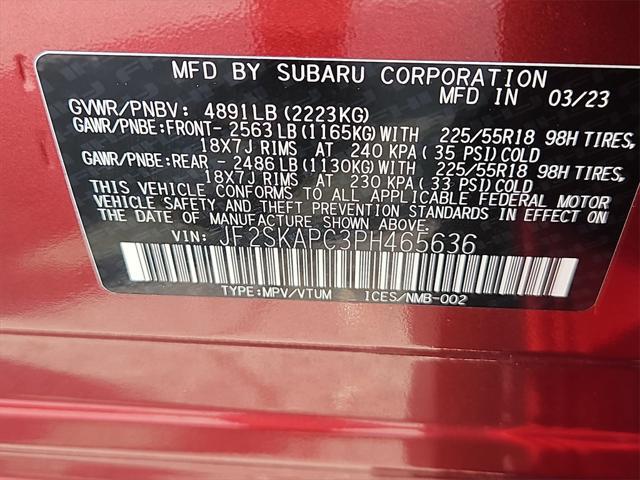 MFD BY SUBARU CORPORATION
MFD IN 03/23
GVWR/PNBV: 4891LB (2223KG)
GAWR/PNBE:FRONT- 2563 LB (1165KG) WITH 225/55R18 98H TIRES,
18X7J RIMS AT 240 KPA ( 35 PSI) COLD
GAWR/PNBE:REAR - 2486 LB (1130KG) WITH 225/55R18 98H TIRES,
18X7J RIMS AT 230 KPA ( 33 PSI) COLD
THIS VEHICLE CONFORMS TO ALL APPLICABLE FEDERAL MOTOR
VEHICLE SAFETY AND THEFT PREVENTION STANDARDS IN EFFECT ON
THE DATE OF MANUFACTURE SHOWN ABOVE.
VIN: JF2SKAPC3PH465636
TYPE:MPV/VTUM ICES/NMB-002